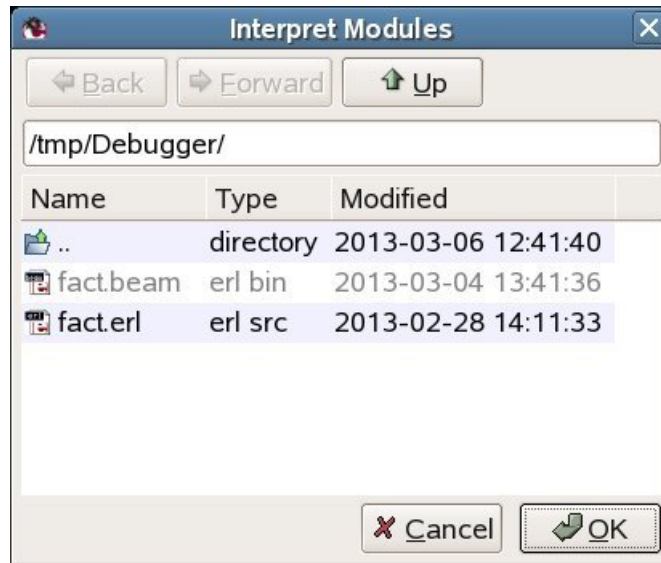 Interpret Modules
Back Forward Up
/tmp/Debugger/
Name Type Modified
.. directory 2013-03-06 12:41:40
fact.beam erl bin 2013-03-04 13:41:36
fact.erl erl src 2013-02-28 14:11:33
Cancel OK